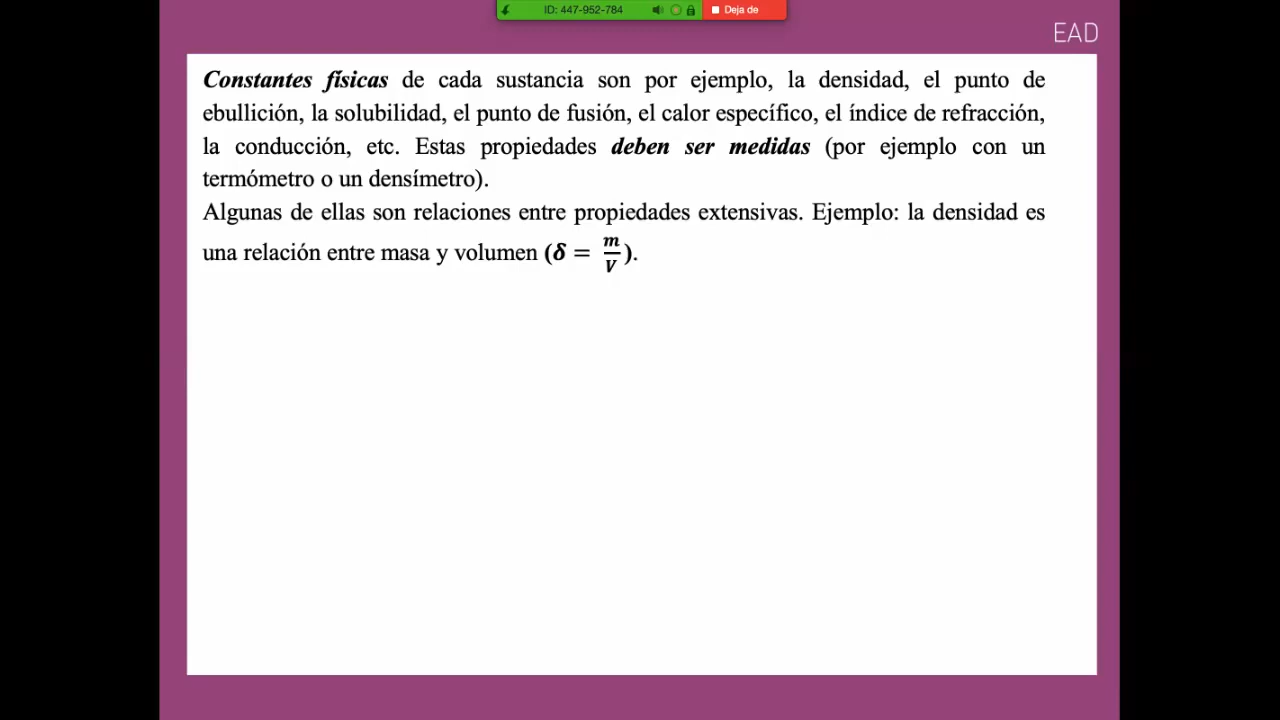 ID: 447-952-784 Deja de
EAD
Constantes físicas de cada sustancia son por ejemplo, la densidad, el punto de
ebullición, la solubilidad, el punto de fusión, el calor específico, el índice de refracción,
la conducción, etc. Estas propiedades deben ser medidas (por ejemplo con un
termómetro o un densímetro).
Algunas de ellas son relaciones entre propiedades extensivas. Ejemplo: la densidad es
una relación entre masa y volumen (δ = m/V).